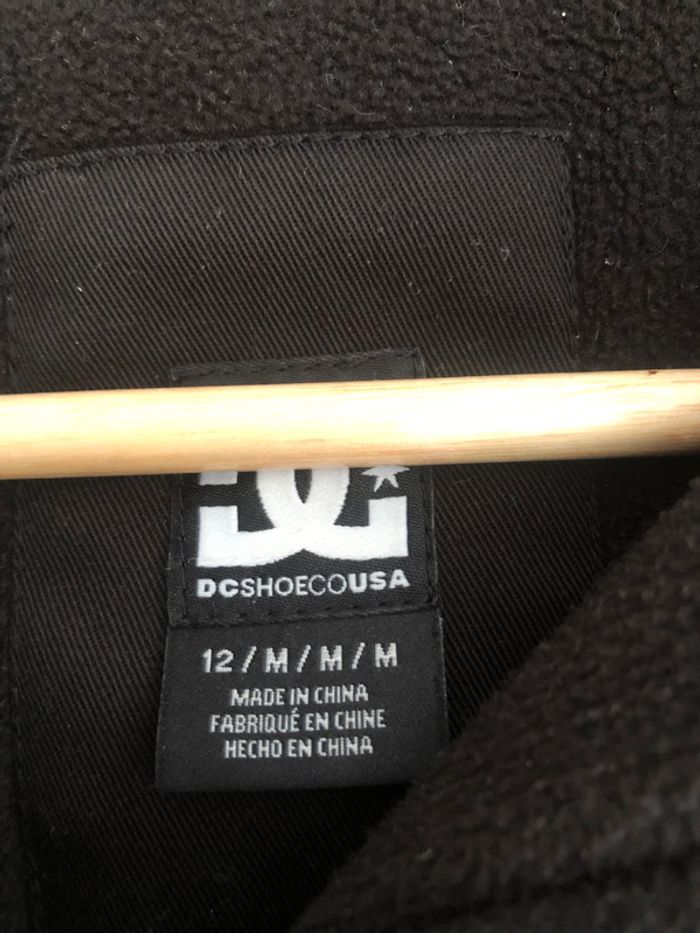 DCSHOECOUSA
12 / M / M / M
MADE IN CHINA
FABRIQUÉ EN CHINE
HECHO EN CHINA